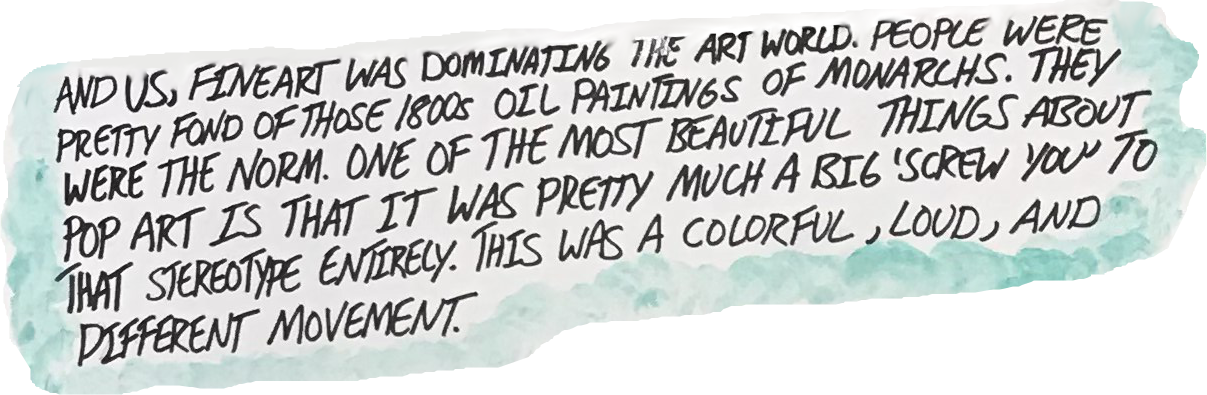 AND US, FINEART WAS DOMINATING THE ART WORLD. PEOPLE WERE
PRETTY FOND OF THOSE 1800s OIL PAINTINGS OF MONARCHS. THEY
WERE THE NORM. ONE OF THE MOST BEAUTIFUL THINGS ABOUT
POP ART IS THAT IT WAS PRETTY MUCH A BIG 'SCREW YOU" TO
THAT STEREOTYPE ENTIRELY. THIS WAS A COLORFUL, LOUD, AND
DIFFERENT MOVEMENT.